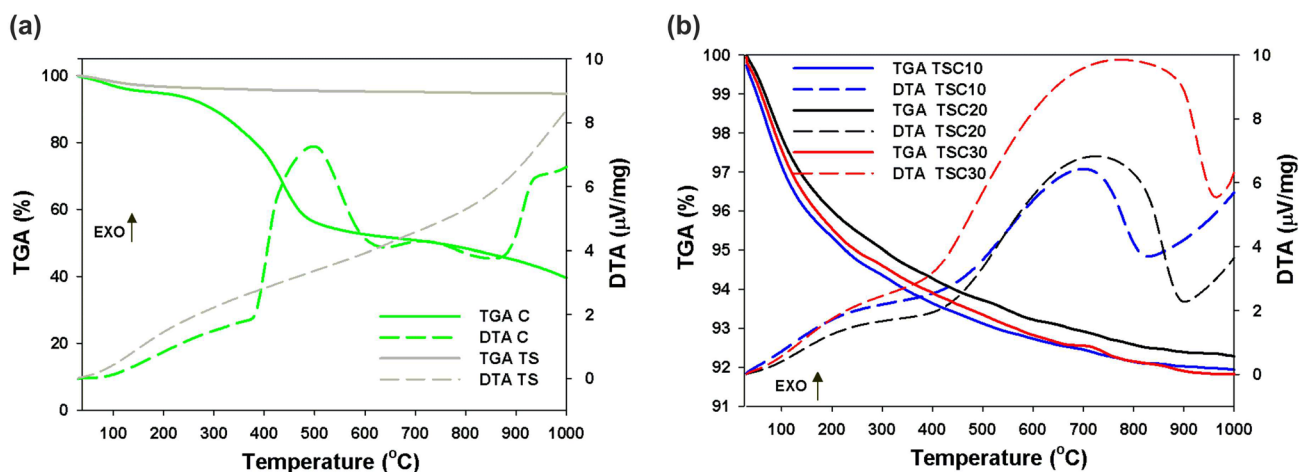 (a)
100
80
60
40
20
0
TGA (%)
EXO
TGA C
DTA C
TGA TS
DTA TS
10
8
6
4
2
0
DTA (µV/mg)
100 200 300 400 500 600 700 800 900 1000
Temperature (°C)
(b)
100
99
98
97
96
95
94
93
92
91
TGA (%)
TGA TSC10
DTA TSC10
TGA TSC20
DTA TSC20
TGA TSC30
DTA TSC30
EXO
10
8
6
4
2
0
DTA (µV/mg)
100 200 300 400 500 600 700 800 900 1000
Temperature (°C)